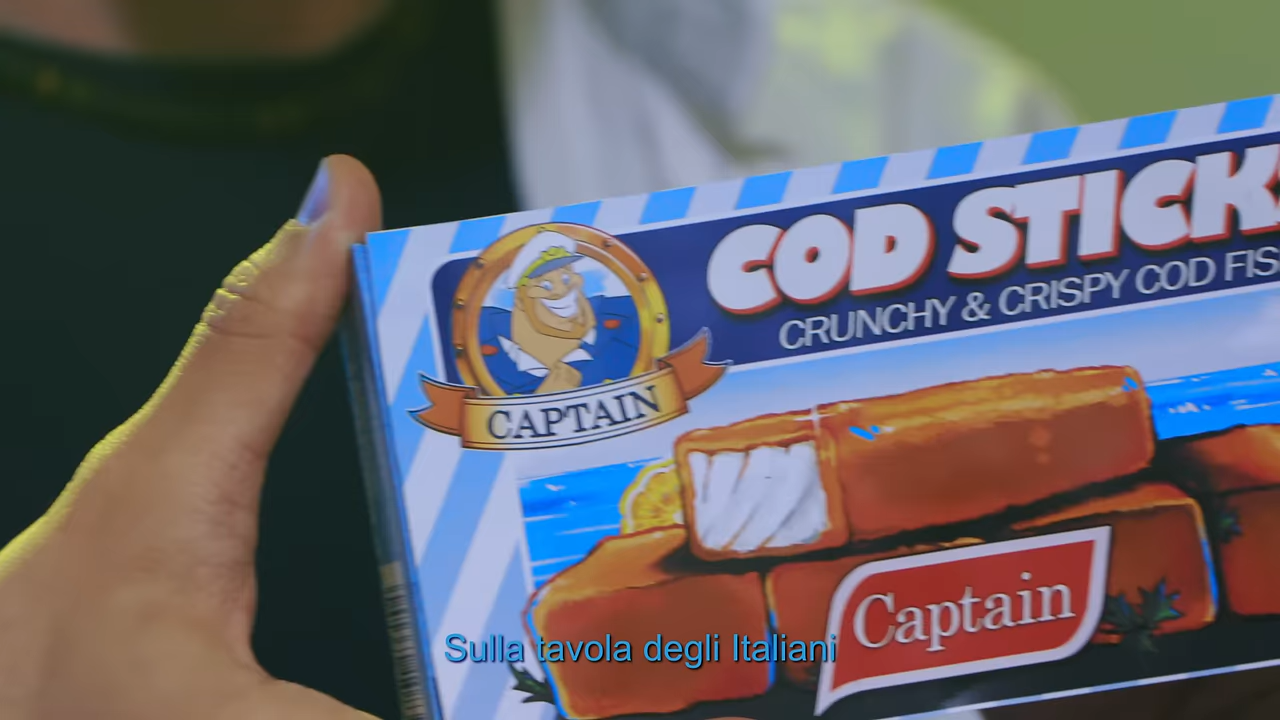 COD STICK
CRUNCHY & CRISPY COD FIS
CAPTAIN
Captain
Sulla tavola degli Italiani